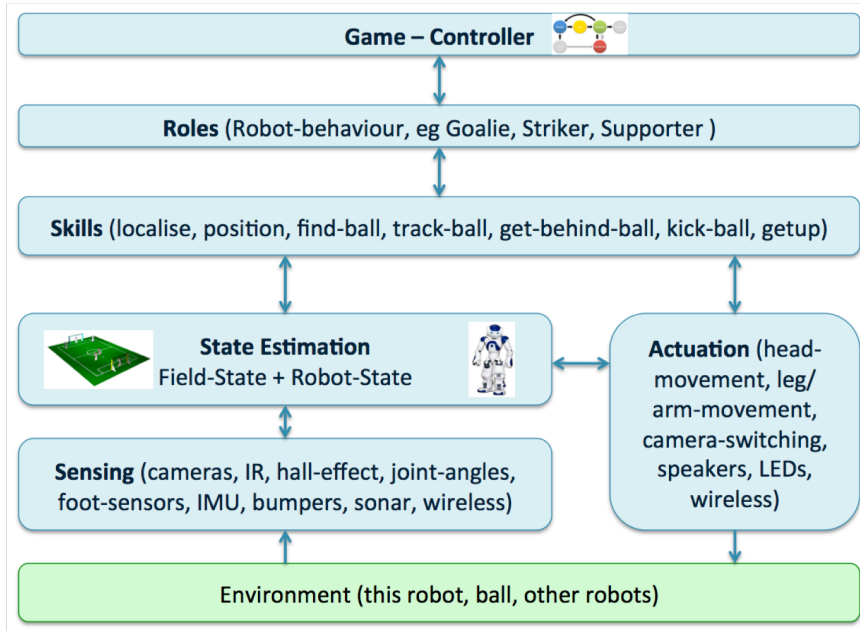 Game – Controller
Roles (Robot-behaviour, eg Goalie, Striker, Supporter )
Skills (localise, position, find-ball, track-ball, get-behind-ball, kick-ball, getup)
State Estimation
Field-State + Robot-State
Actuation (head-
movement, leg/
arm-movement,
camera-switching,
speakers, LEDs,
wireless)
Sensing (cameras, IR, hall-effect, joint-angles,
foot-sensors, IMU, bumpers, sonar, wireless)
Environment (this robot, ball, other robots)